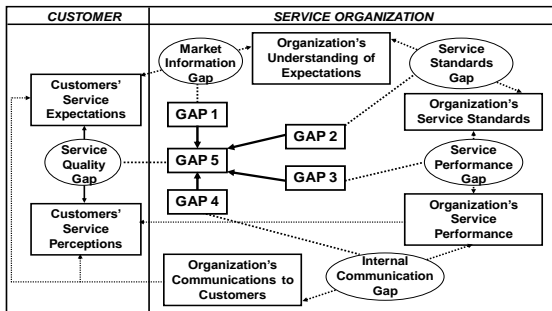 CUSTOMER
SERVICE ORGANIZATION
Market
Information
Gap
Organization's
Understanding of
Expectations
Service
Standards
Gap
Customers'
Service
Expectations
GAP 1
GAP 2
Organization's
Service Standards
Service
Quality
Gap
GAP 5
GAP 3
Service
Performance
Gap
GAP 4
Customers'
Service
Perceptions
Organization's
Service
Performance
Organization's
Communications to
Customers
Internal
Communication
Gap